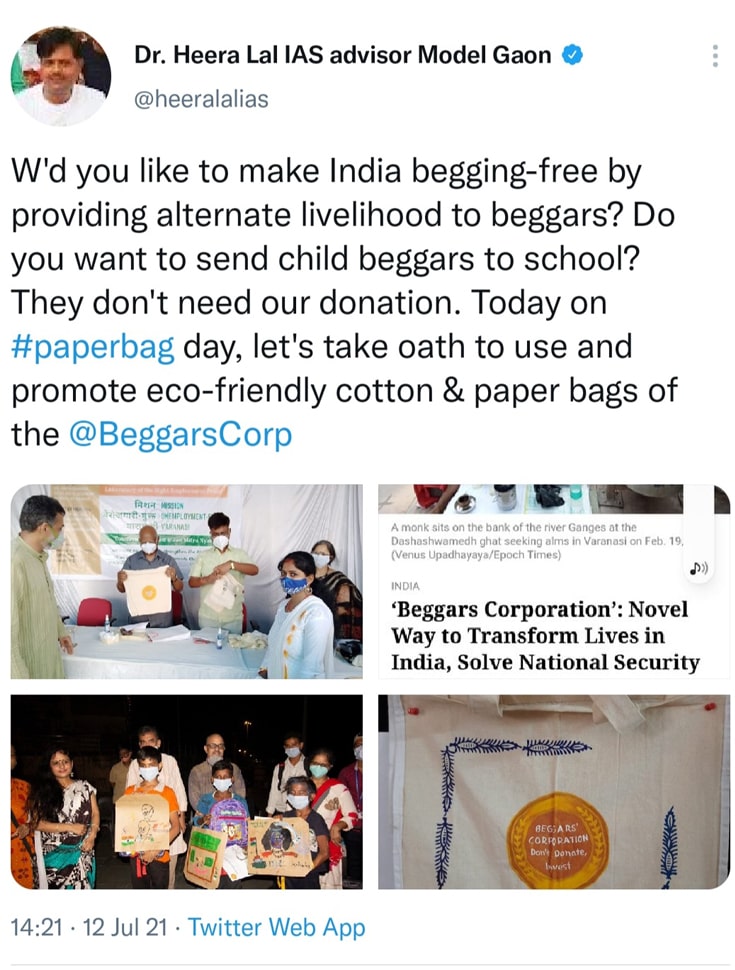 Dr. Heera Lal IAS advisor Model Gaon
@heeralalias
W'd you like to make India begging-free by
providing alternate livelihood to beggars? Do
you want to send child beggars to school?
They don't need our donation. Today on
#paperbag day, let's take oath to use and
promote eco-friendly cotton & paper bags of
the @BeggarsCorp
मिशन MISSION
UNEMPLOYMENT
VARANASI
A monk sits on the bank of the river Ganges at the
Dashashwamedh ghat seeking alms in Varanasi on Feb. 19,
(Venus Upadhayaya/Epoch Times)
INDIA
‘Beggars Corporation’: Novel
Way to Transform Lives in
India, Solve National Security
BEGGARS'
CORPORATION
Don't Donate,
Invest
14:21 · 12 Jul 21 · Twitter Web App